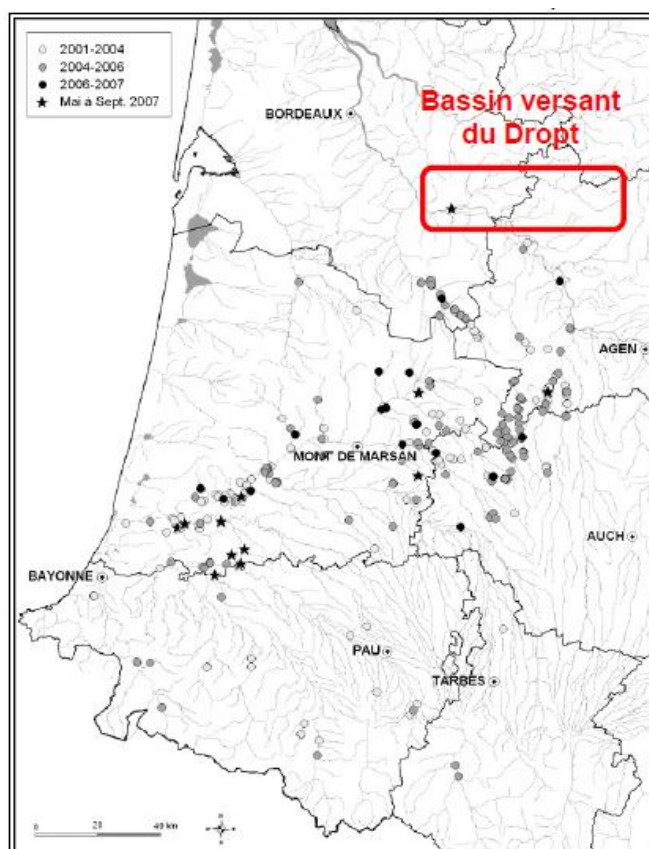 2001-2004
2004-2006
2006-2007
Mai à Sept. 2007
Bassin versant
du Dropt
BORDEAUX
AGEN
MONT DE MARSAN
AUCH
BAYONNE
PAU
TARBES
0 20 40 km